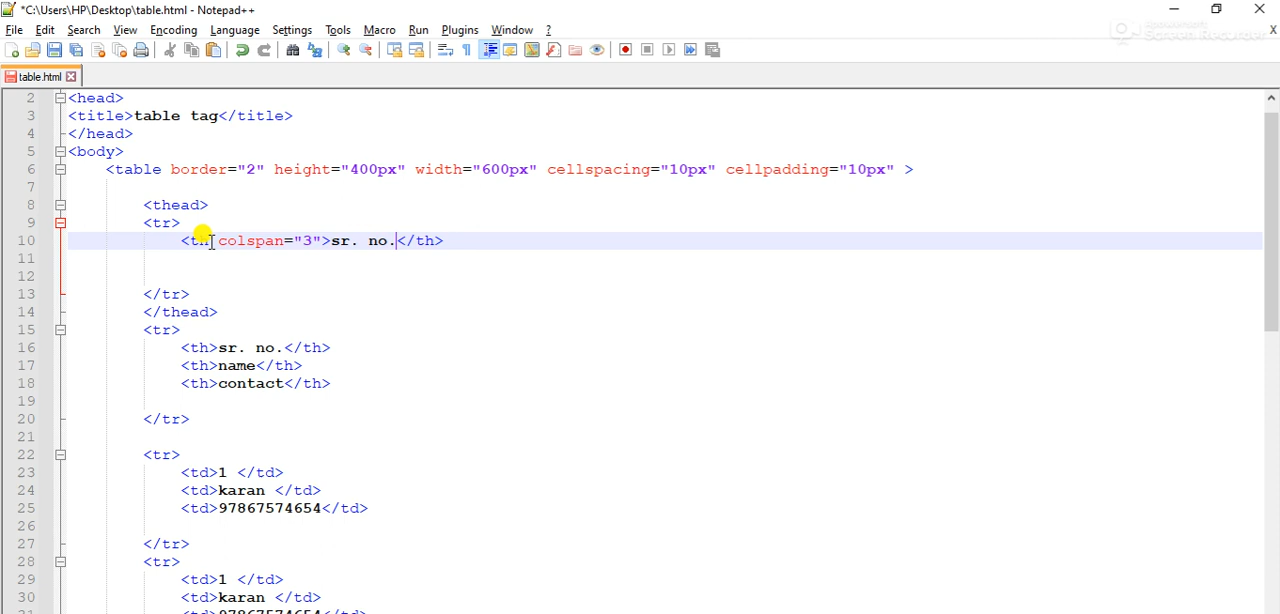 *C:\Users\HP\Desktop\table.html - Notepad++
File Edit Search View Encoding Language Settings Tools Macro Run Plugins Window ?
Screen Recorder
X
table.html
2 <head>
3 <title>table tag</title>
4 </head>
5 <body>
6 <table border="2" height="400px" width="600px" cellspacing="10px" cellpadding="10px" >
7
8 <thead>
9 <tr>
10 <th colspan="3">sr. no.</th>
11
12
13 </tr>
14 </thead>
15 <tr>
16 <th>sr. no.</th>
17 <th>name</th>
18 <th>contact</th>
19
20 </tr>
21
22 <tr>
23 <td>1 </td>
24 <td>karan </td>
25 <td>97867574654</td>
26
27 </tr>
28 <tr>
29 <td>1 </td>
30 <td>karan </td>
31 <td>97867574654</td>